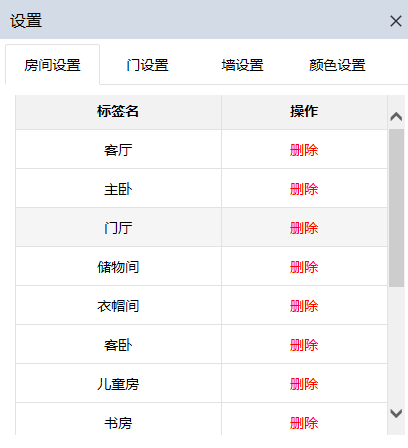 设置
房间设置 门设置 墙设置 颜色设置
标签名 操作
客厅 删除
主卧 删除
门厅 删除
储物间 删除
衣帽间 删除
客卧 删除
儿童房 删除
书房 删除